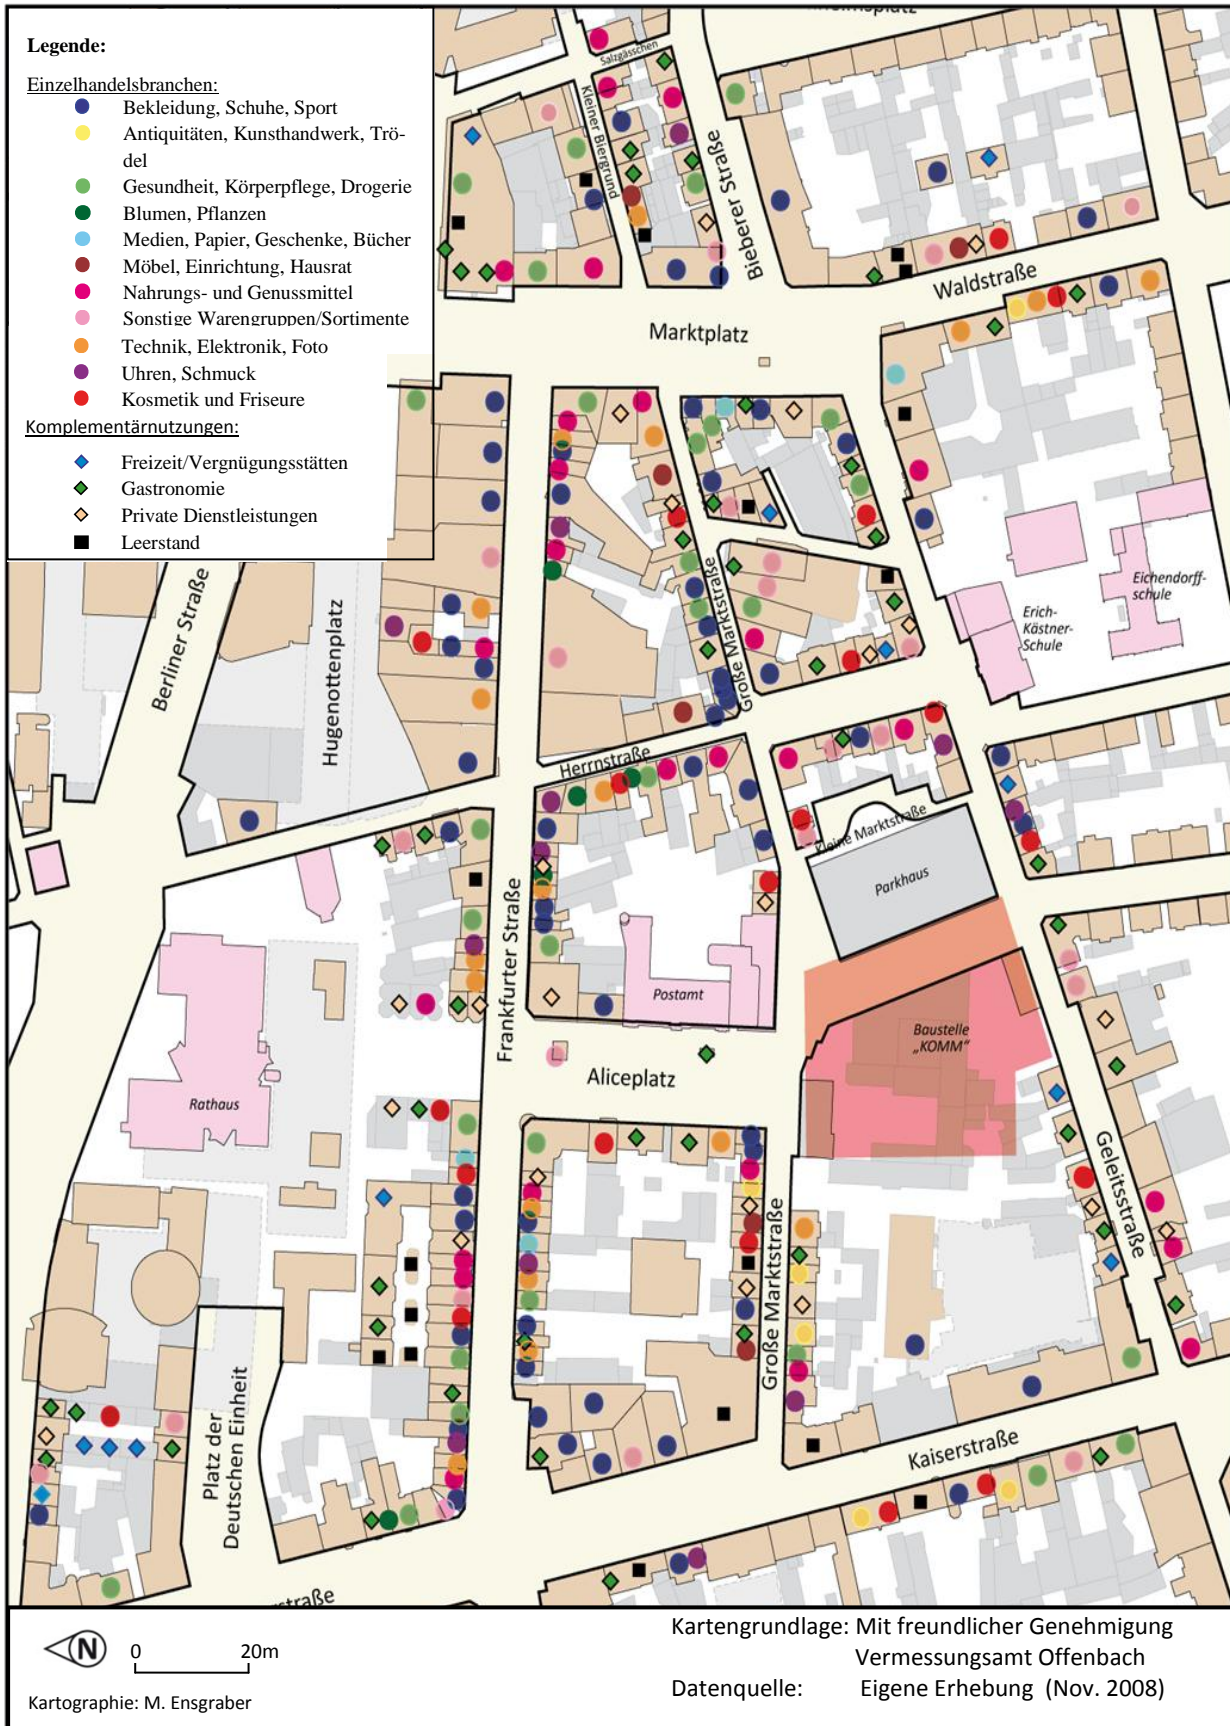 Legende:
Einzelhandelsbranchen:
Bekleidung, Schuhe, Sport
Antiquitäten, Kunsthandwerk, Trö-
del
Gesundheit, Körperpflege, Drogerie
Blumen, Pflanzen
Medien, Papier, Geschenke, Bücher
Möbel, Einrichtung, Hausrat
Nahrungs- und Genussmittel
Sonstige Warengruppen/Sortimente
Technik, Elektronik, Foto
Uhren, Schmuck
Kosmetik und Friseure
Komplementärnutzungen:
Freizeit/Vergnügungsstätten
Gastronomie
Private Dienstleistungen
Leerstand
Salzgässchen
Kleiner Biergrund
Bieberer Straße
Waldstraße
Marktplatz
Berliner Straße
Hugenottenplatz
Große Marktstraße
Eichendorff-
schule
Erich-
Kästner-
Schule
Herrnstraße
Kleine Marktstraße
Parkhaus
Frankfurter Straße
Postamt
Baustelle
„KOMM"
Aliceplatz
Rathaus
Geleitsstraße
Große Marktstraße
Platz der
Deutschen Einheit
Kaiserstraße
straße
N
0 20m
Kartographie: M. Ensgraber
Kartengrundlage: Mit freundlicher Genehmigung
Vermessungsamt Offenbach
Datenquelle: Eigene Erhebung (Nov. 2008)